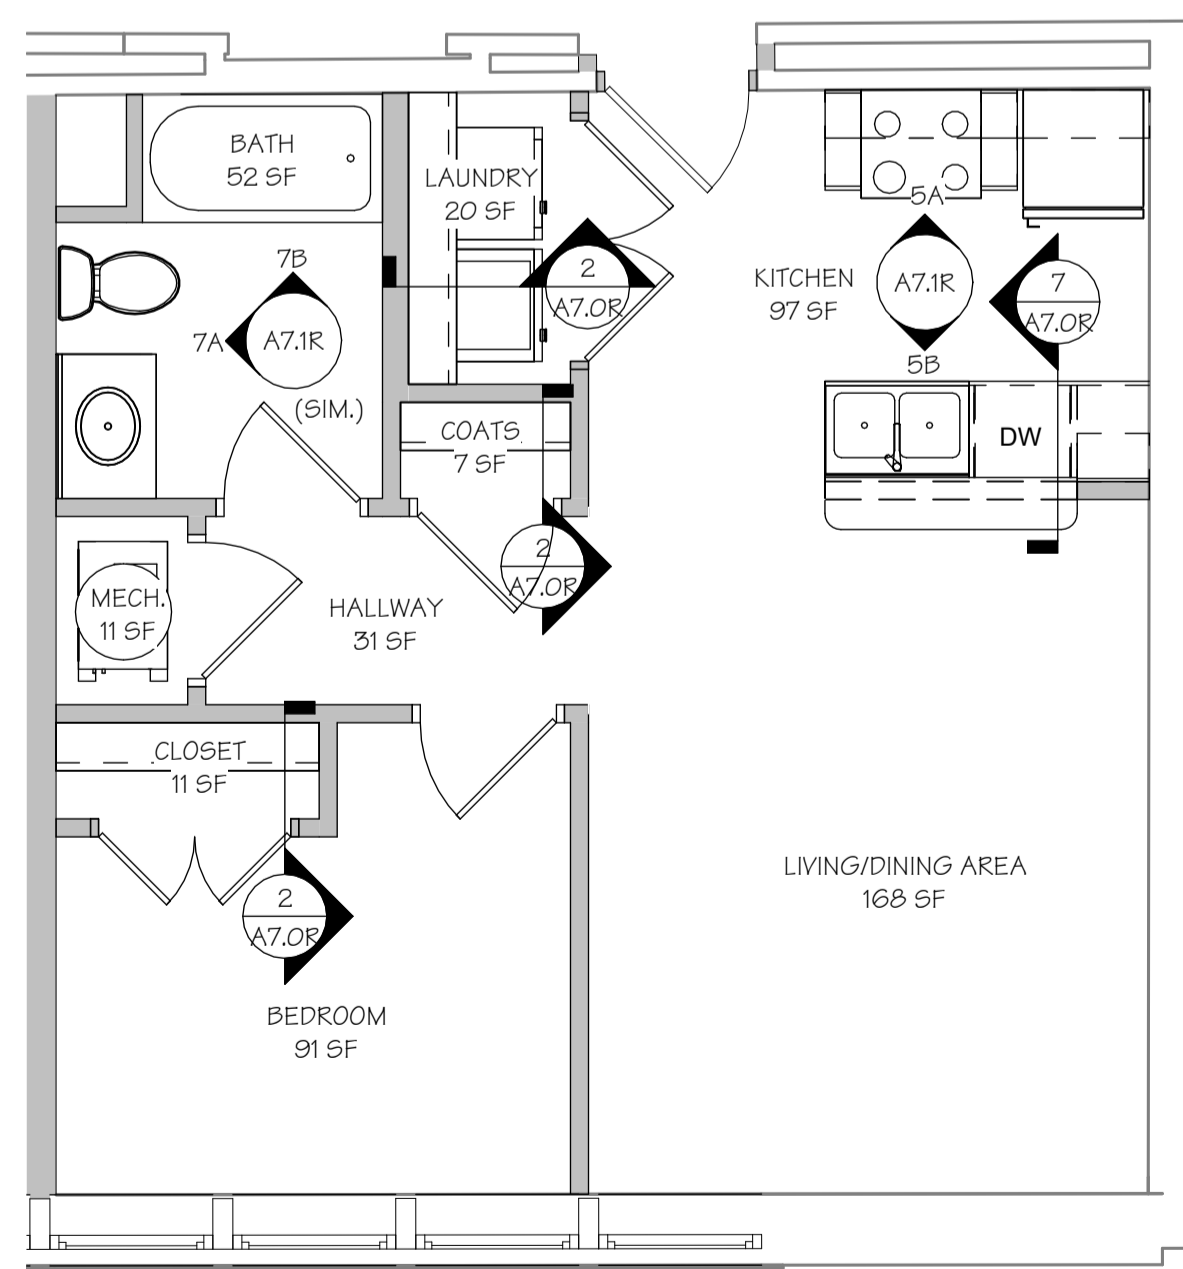 BATH
52 SF
LAUNDRY
20 SF
5A
KITCHEN
97 SF
A7.1R
5B
7
A7.0R
2
A7.0R
7B
7A
A7.1R
(SIM.)
COATS
7 SF
DW
2
A7.0R
MECH.
11 SF
HALLWAY
31 SF
CLOSET
11 SF
2
A7.0R
LIVING/DINING AREA
168 SF
BEDROOM
91 SF